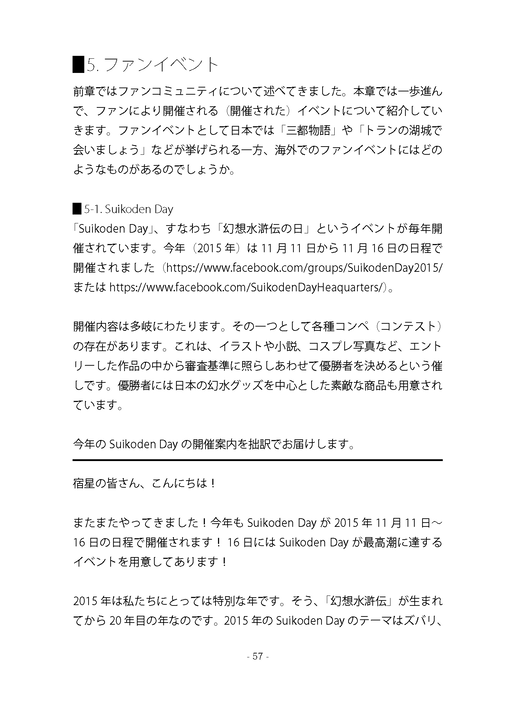 ■5. ファンイベント
前章ではファンコミュニティについて述べてきました。本章では一歩進ん
で、ファンにより開催される（開催された）イベントについて紹介してい
きます。ファンイベントとして日本では「三都物語」や「トランの湖城で
会いましょう」などが挙げられる一方、海外でのファンイベントにはどの
ようなものがあるのでしょうか。
■5-1. Suikoden Day
「Suikoden Day」、すなわち「幻想水滸伝の日」というイベントが毎年開
催されています。今年（2015 年）は 11 月 11 日から 11 月 16 日の日程で
開催されました（https://www.facebook.com/groups/SuikodenDay2015/
または https://www.facebook.com/SuikodenDayHeaquarters/）。
開催内容は多岐にわたります。その一つとして各種コンペ（コンテスト）
の存在があります。これは、イラストや小説、コスプレ写真など、エント
リーした作品の中から審査基準に照らしあわせて優勝者を決めるという催
しです。優勝者には日本の幻水グッズを中心とした素敵な商品も用意され
ています。
今年の Suikoden Day の開催案内を拙訳でお届けします。
宿星の皆さん、こんにちは！
またまたやってきました！今年も Suikoden Day が 2015 年 11 月 11 日～
16 日の日程で開催されます！ 16 日には Suikoden Day が最高潮に達する
イベントを用意してあります！
2015 年は私たちにとっては特別な年です。そう、「幻想水滸伝」が生まれ
てから 20 年目の年なのです。2015 年の Suikoden Day のテーマはズバリ、
- 57 -